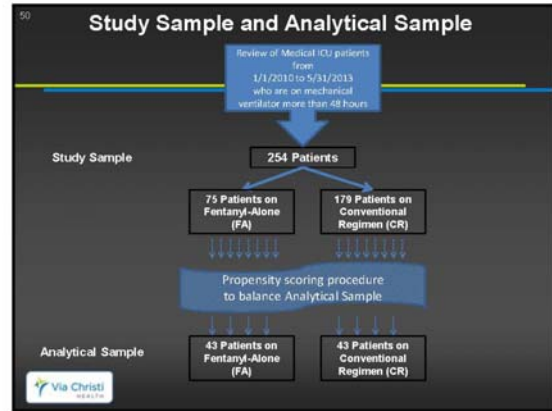 50
Study Sample and Analytical Sample
Review of Medical ICU patients
from
1/1/2010 to 5/31/2013
who are on mechanical
ventilator more than 48 hours
Study Sample
254 Patients
75 Patients on
Fentanyl-Alone
(FA)
179 Patients on
Conventional
Regimen (CR)
Propensity scoring procedure
to balance Analytical Sample
Analytical Sample
43 Patients on
Fentanyl-Alone
(FA)
43 Patients on
Conventional
Regimen (CR)
Via Christi
HEALTH